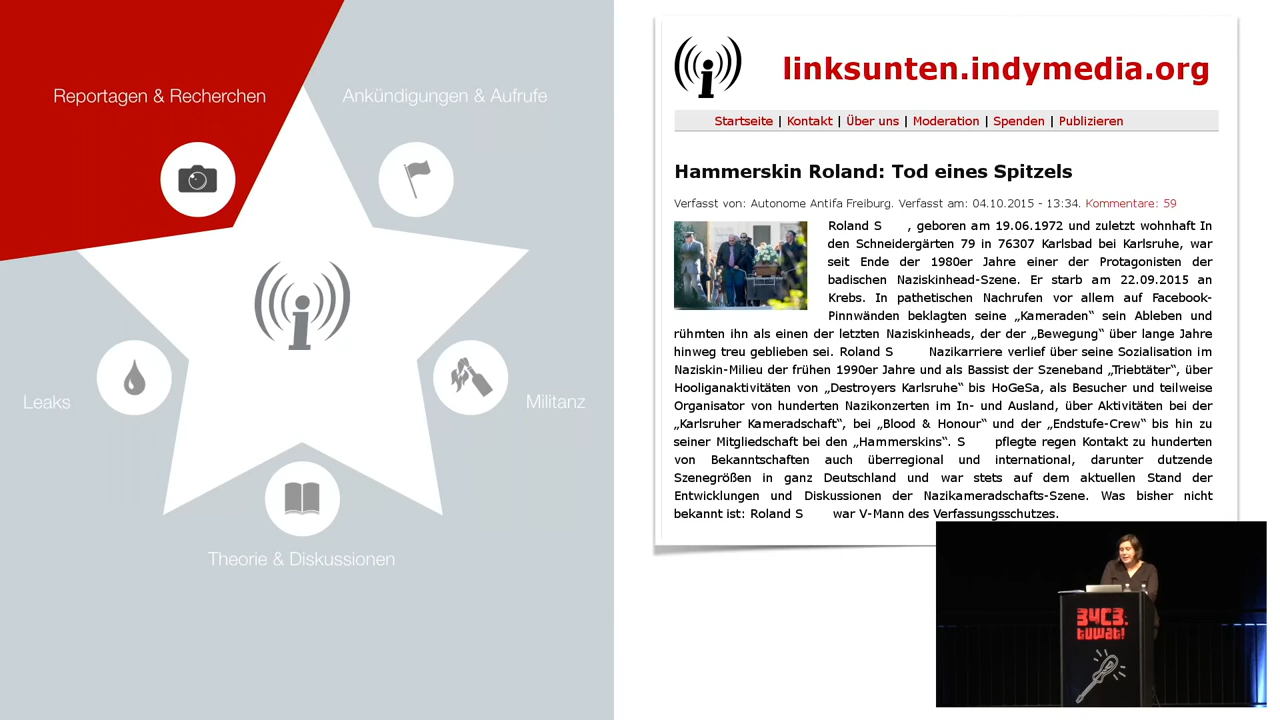 Reportagen & Recherchen
Ankündigungen & Aufrufe
Leaks
Militanz
Theorie & Diskussionen
linksunten.indymedia.org
Startseite | Kontakt | Über uns | Moderation | Spenden | Publizieren
Hammerskin Roland: Tod eines Spitzels
Verfasst von: Autonome Antifa Freiburg. Verfasst am: 04.10.2015 - 13:34. Kommentare: 59
Roland S , geboren am 19.06.1972 und zuletzt wohnhaft In
den Schneidergärten 79 in 76307 Karlsbad bei Karlsruhe, war
seit Ende der 1980er Jahre einer der Protagonisten der
badischen Naziskinhead-Szene. Er starb am 22.09.2015 an
Krebs. In pathetischen Nachrufen vor allem auf Facebook-
Pinnwänden beklagten seine „Kameraden“ sein Ableben und
rühmten ihn als einen der letzten Naziskinheads, der der „Bewegung“ über lange Jahre
hinweg treu geblieben sei. Roland S Nazikarriere verlief über seine Sozialisation im
Naziskin-Milieu der frühen 1990er Jahre und als Bassist der Szeneband „Triebtäter“, über
Hooliganaktivitäten von „Destroyers Karlsruhe“ bis HoGeSa, als Besucher und teilweise
Organisator von hunderten Nazikonzerten im In- und Ausland, über Aktivitäten bei der
„Karlsruher Kameradschaft“, bei „Blood & Honour“ und der „Endstufe-Crew“ bis hin zu
seiner Mitgliedschaft bei den „Hammerskins“. S pflegte regen Kontakt zu hunderten
von Bekanntschaften auch überregional und international, darunter dutzende
Szenegrößen in ganz Deutschland und war stets auf dem aktuellen Stand der
Entwicklungen und Diskussionen der Nazikameradschafts-Szene. Was bisher nicht
bekannt ist: Roland S war V-Mann des Verfassungsschutzes.
34C3.
tuwat!